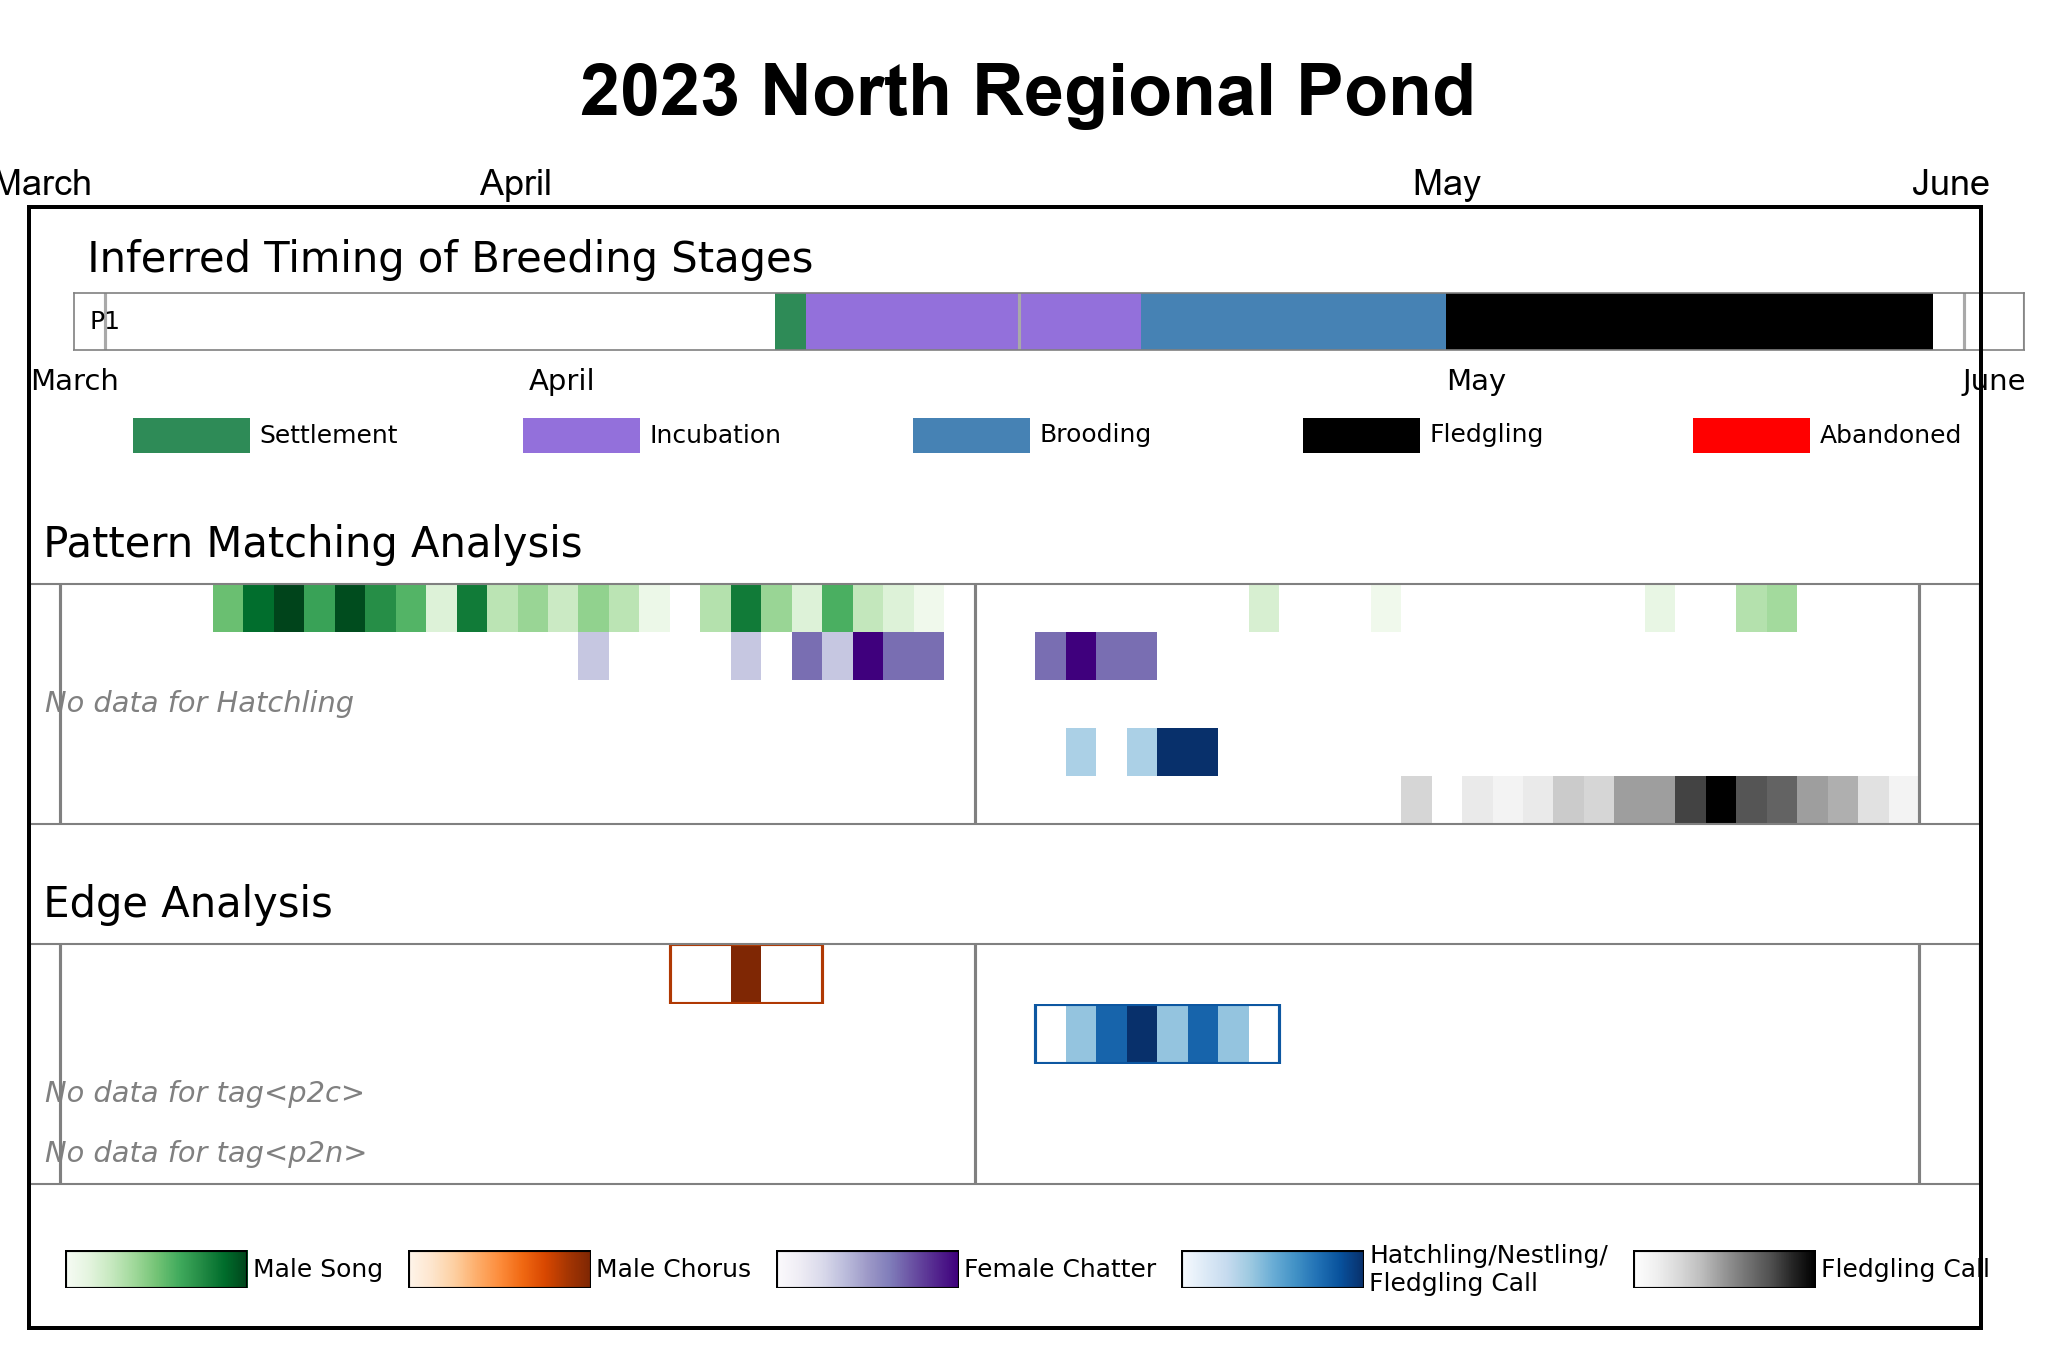 2023 North Regional Pond
March April May June
Inferred Timing of Breeding Stages
P1
March April May June
Settlement Incubation Brooding Fledgling Abandoned
Pattern Matching Analysis
No data for Hatchling
Edge Analysis
No data for tag<p2c>
No data for tag<p2n>
Male Song Male Chorus Female Chatter Hatchling/Nestling/ Fledgling Call
Fledgling Call